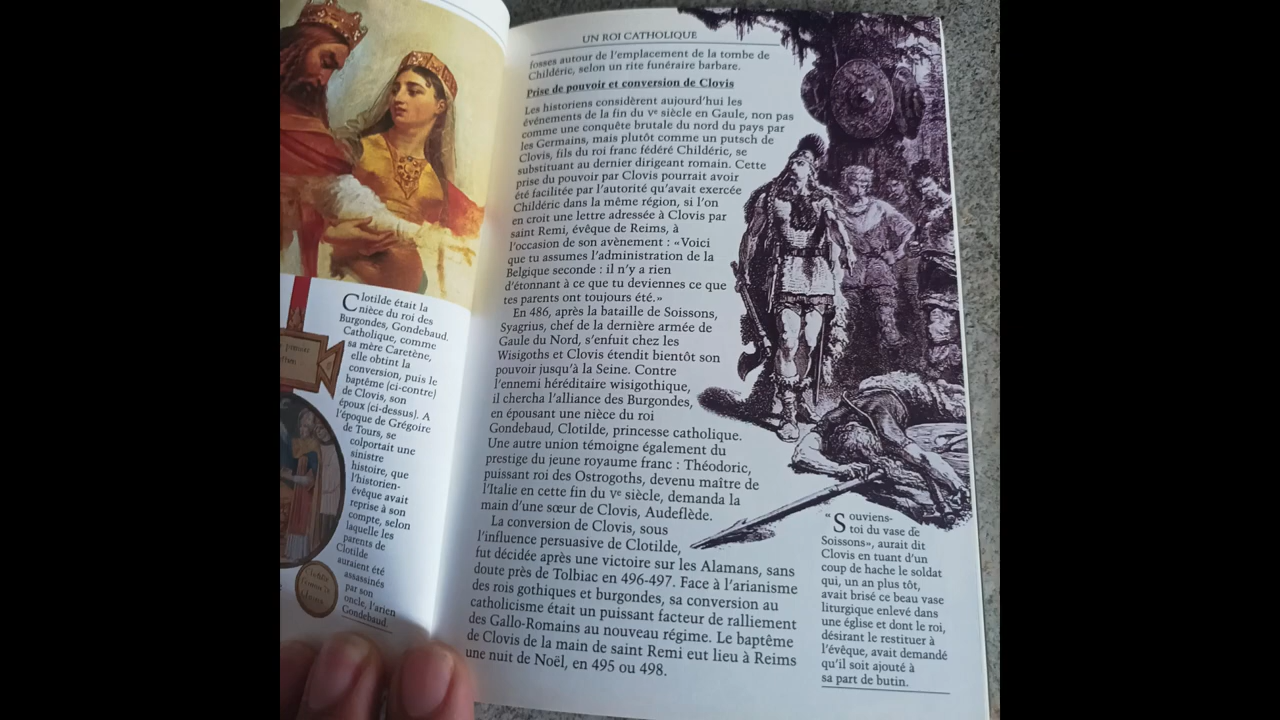 Clotilde était la
nièce du roi des
Burgondes, Gondebaud.
Catholique, comme
sa mère Caretène,
elle obtint la
conversion, puis le
baptême (ci-contre)
de Clovis, son
époux (ci-dessus). A
l'époque de Grégoire
de Tours, se
colportait une
sinistre
histoire, que
l'historien-
évêque avait
reprise à son
compte, selon
laquelle les
parents de
Clotilde
auraient été
assassinés
par son
oncle, l'arien
Gondebaud.
UN ROI CATHOLIQUE
fosses autour de l'emplacement de la tombe de
Childéric, selon un rite funéraire barbare.
Prise de pouvoir et conversion de Clovis
Les historiens considèrent aujourd'hui les
événements de la fin du Ve siècle en Gaule, non pas
comme une conquête brutale du nord du pays par
les Germains, mais plutôt comme un putsch de
Clovis, fils du roi franc fédéré Childéric, se
substituant au dernier dirigeant romain. Cette
prise du pouvoir par Clovis pourrait avoir
été facilitée par l'autorité qu'avait exercée
Childéric dans la même région, si l'on
en croit une lettre adressée à Clovis par
saint Remi, évêque de Reims, à
l'occasion de son avènement : «Voici
que tu assumes l'administration de la
Belgique seconde : il n'y a rien
d'étonnant à ce que tu deviennes ce que
tes parents ont toujours été.»
En 486, après la bataille de Soissons,
Syagrius, chef de la dernière armée de
Gaule du Nord, s'enfuit chez les
Wisigoths et Clovis étendit bientôt son
pouvoir jusqu'à la Seine. Contre
l'ennemi héréditaire wisigothique,
il chercha l'alliance des Burgondes,
en épousant une nièce du roi
Gondebaud, Clotilde, princesse catholique.
Une autre union témoigne également du
prestige du jeune royaume franc : Théodoric,
puissant roi des Ostrogoths, devenu maître de
l'Italie en cette fin du Ve siècle, demanda la
main d'une sœur de Clovis, Audeflède.
La conversion de Clovis, sous
l'influence persuasive de Clotilde,
fut décidée après une victoire sur les Alamans, sans
doute près de Tolbiac en 496-497. Face à l'arianisme
des rois gothiques et burgondes, sa conversion au
catholicisme était un puissant facteur de ralliement
des Gallo-Romains au nouveau régime. Le baptême
de Clovis de la main de saint Remi eut lieu à Reims
une nuit de Noël, en 495 ou 498.
"Souviens-
toi du vase de
Soissons», aurait dit
Clovis en tuant d'un
coup de hache le soldat
qui, un an plus tôt,
avait brisé ce beau vase
liturgique enlevé dans
une église et dont le roi,
désirant le restituer à
l'évêque, avait demandé
qu'il soit ajouté à
sa part de butin.